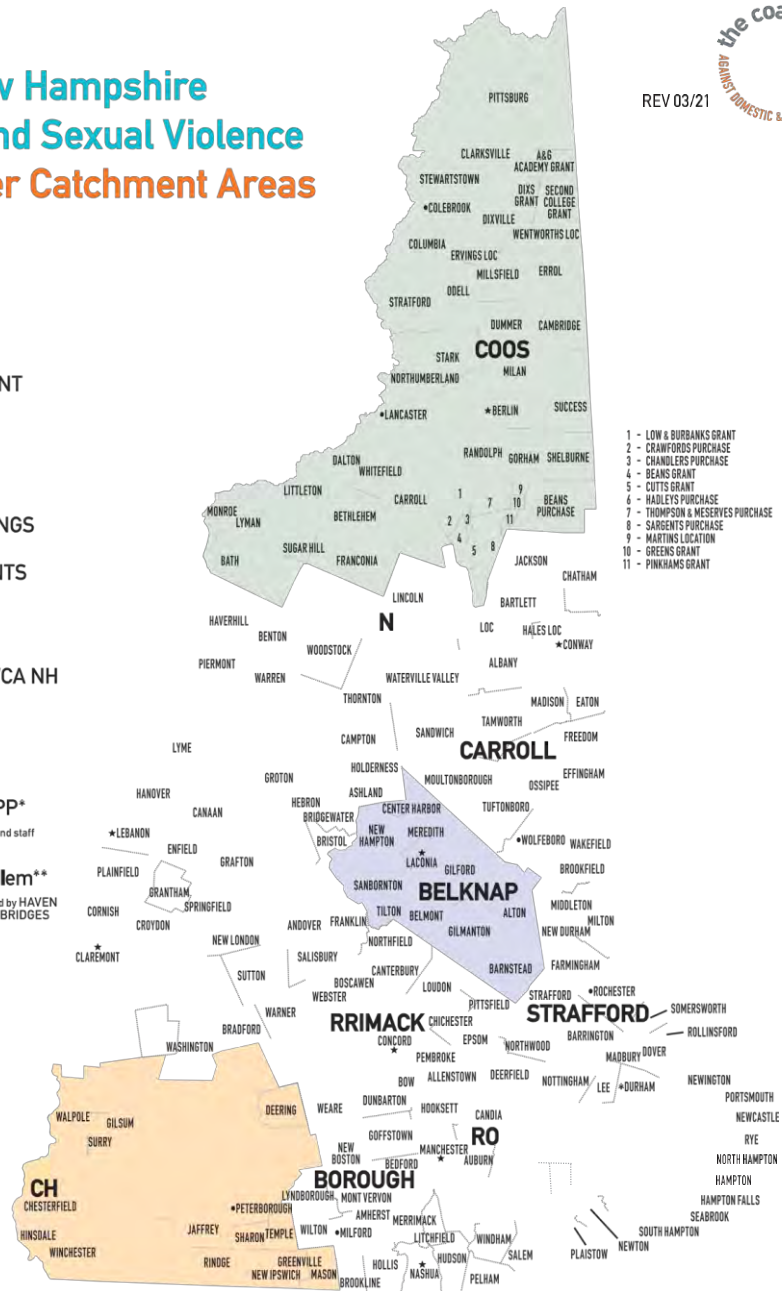 w Hampshire
nd Sexual Violence
er Catchment Areas
the coa
AGAINST DOMESTIC &
REV 03/21
NT
NGS
NTS
CA NH
PP*
nd staff
lem**
d by HAVEN
BRIDGES
PITTSBURG
CLARKSVILLE
A&G
ACADEMY GRANT
STEWARTSTOWN
DIXS
GRANT
SECOND
COLLEGE
GRANT
•COLEBROOK
DIXVILLE
WENTWORTHS LOC
COLUMBIA
ERVINGS LOC
MILLSFIELD
ERROL
ODELL
STRATFORD
DUMMER
CAMBRIDGE
COOS
STARK
MILAN
NORTHUMBERLAND
•LANCASTER
★BERLIN
SUCCESS
RANDOLPH
GORHAM
SHELBURNE
DALTON
WHITEFIELD
LITTLETON
CARROLL
1
9
7
10
BEANS
PURCHASE
MONROE
LYMAN
BETHLEHEM
2
3
11
4
5
8
SUGAR HILL
BATH
FRANCONIA
1 - LOW & BURBANKS GRANT
2 - CRAWFORDS PURCHASE
3 - CHANDLERS PURCHASE
4 - BEANS GRANT
5 - CUTTS GRANT
6 - HADLEYS PURCHASE
7 - THOMPSON & MESERVES PURCHASE
8 - SARGENTS PURCHASE
9 - MARTINS LOCATION
10 - GREENS GRANT
11 - PINKHAMS GRANT
JACKSON
CHATHAM
LINCOLN
BARTLETT
HAVERHILL
N
LOC
HALES LOC
BENTON
★CONWAY
WOODSTOCK
PIERMONT
ALBANY
WARREN
WATERVILLE VALLEY
THORNTON
MADISON
EATON
TAMWORTH
CAMPTON
SANDWICH
FREEDOM
LYME
CARROLL
HOLDERNESS
GROTON
MOULTONBOROUGH
EFFINGHAM
OSSIPEE
HANOVER
ASHLAND
HEBRON
CENTER HARBOR
TUFTONBORO
CANAAN
BRIDGEWATER
★LEBANON
NEW
HAMPTON
MEREDITH
BRISTOL
•WOLFEBORO
WAKEFIELD
ENFIELD
★
LACONIA
GILFORD
PLAINFIELD
GRAFTON
BROOKFIELD
SANBORNTON
BELKNAP
GRANTHAM
SPRINGFIELD
MIDDLETON
CORNISH
TILTON
BELMONT
ALTON
MILTON
CROYDON
ANDOVER
FRANKLIN
GILMANTON
NEW DURHAM
NEW LONDON
NORTHFIELD
★
CLAREMONT
SALISBURY
CANTERBURY
BARNSTEAD
FARMINGHAM
SUTTON
BOSCAWEN
LOUDON
WEBSTER
STRAFFORD
•ROCHESTER
PITTSFIELD
WARNER
STRAFFORD
SOMERSWORTH
RRIMACK
CHICHESTER
BRADFORD
CONCORD
★
EPSOM
BARRINGTON
ROLLINSFORD
WASHINGTON
NORTHWOOD
MADBURY
DOVER
PEMBROKE
BOW
ALLENSTOWN
DEERFIELD
NOTTINGHAM
LEE
•DURHAM
NEWINGTON
PORTSMOUTH
DUNBARTON
WALPOLE
GILSUM
DEERING
WEARE
HOOKSETT
CANDIA
NEWCASTLE
SURRY
GOFFSTOWN
RO
RYE
NEW
BOSTON
MANCHESTER
★
BEDFORD
AUBURN
NORTH HAMPTON
CH
BOROUGH
HAMPTON
CHESTERFIELD
LYNDBOROUGH
MONT VERNON
HAMPTON FALLS
•PETERBOROUGH
AMHERST
MERRIMACK
SEABROOK
HINSDALE
JAFFREY
SHARON
TEMPLE
WILTON
•MILFORD
LITCHFIELD
WINDHAM
SOUTH HAMPTON
WINCHESTER
HUDSON
SALEM
NEWTON
PLAISTOW
RINDGE
GREENVILLE
HOLLIS
★
NASHUA
NEW IPSWICH
MASON
BROOKLINE
PELHAM